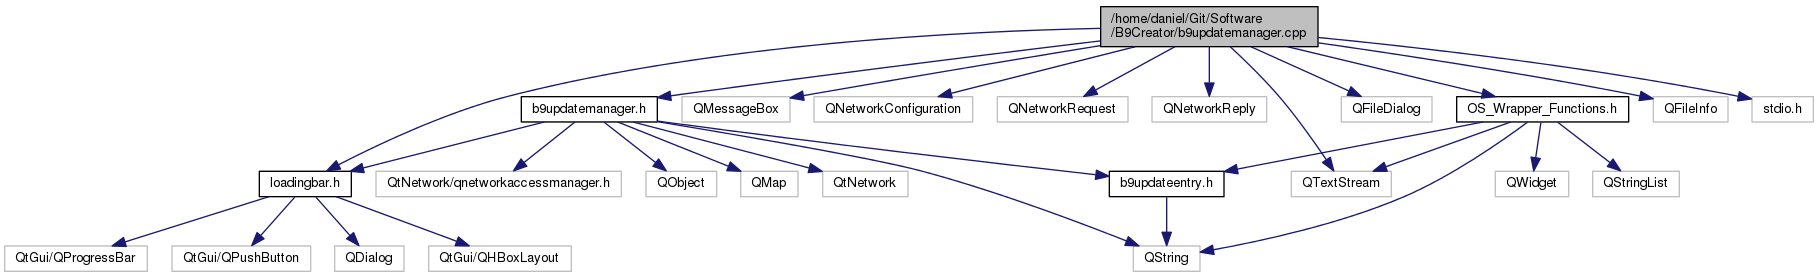 /home/daniel/Git/Software
/B9Creator/b9updatemanager.cpp
b9updatemanager.h
QMessageBox
QNetworkConfiguration
QNetworkRequest
QNetworkReply
QFileDialog
OS_Wrapper_Functions.h
QFileInfo
stdio.h
loadingbar.h
QtNetwork/qnetworkaccessmanager.h
QObject
QMap
QtNetwork
b9updateentry.h
QTextStream
QWidget
QStringList
QtGui/QProgressBar
QtGui/QPushButton
QDialog
QtGui/QHBoxLayout
QString